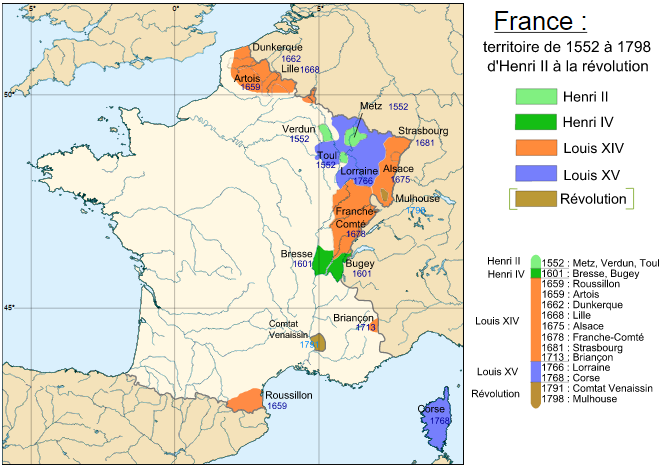 France :
territoire de 1552 à 1798
d'Henri II à la révolution
Henri II
Henri IV
Louis XIV
Louis XV
Révolution
5°
0°
5°
50°
45°
Dunkerque
1662
Lille 1668
Artois
1659
Metz 1552
Verdun
1552
Strasbourg
1681
Toul
1552
Lorraine
1766
Alsace
1675
Mulhouse
1798
Franche-
Comté
1678
Bresse
1601
Bugey
1601
Briançon
1713
Comtat
Venaissin
1791
Roussillon
1659
Corse
1768
Henri II
1552 : Metz, Verdun, Toul
Henri IV
1601 : Bresse, Bugey
Louis XIV
1659 : Roussillon
1659 : Artois
1662 : Dunkerque
1668 : Lille
1675 : Alsace
1678 : Franche-Comté
1681 : Strasbourg
1713 : Briançon
Louis XV
1766 : Lorraine
1768 : Corse
Révolution
1791 : Comtat Venaissin
1798 : Mulhouse